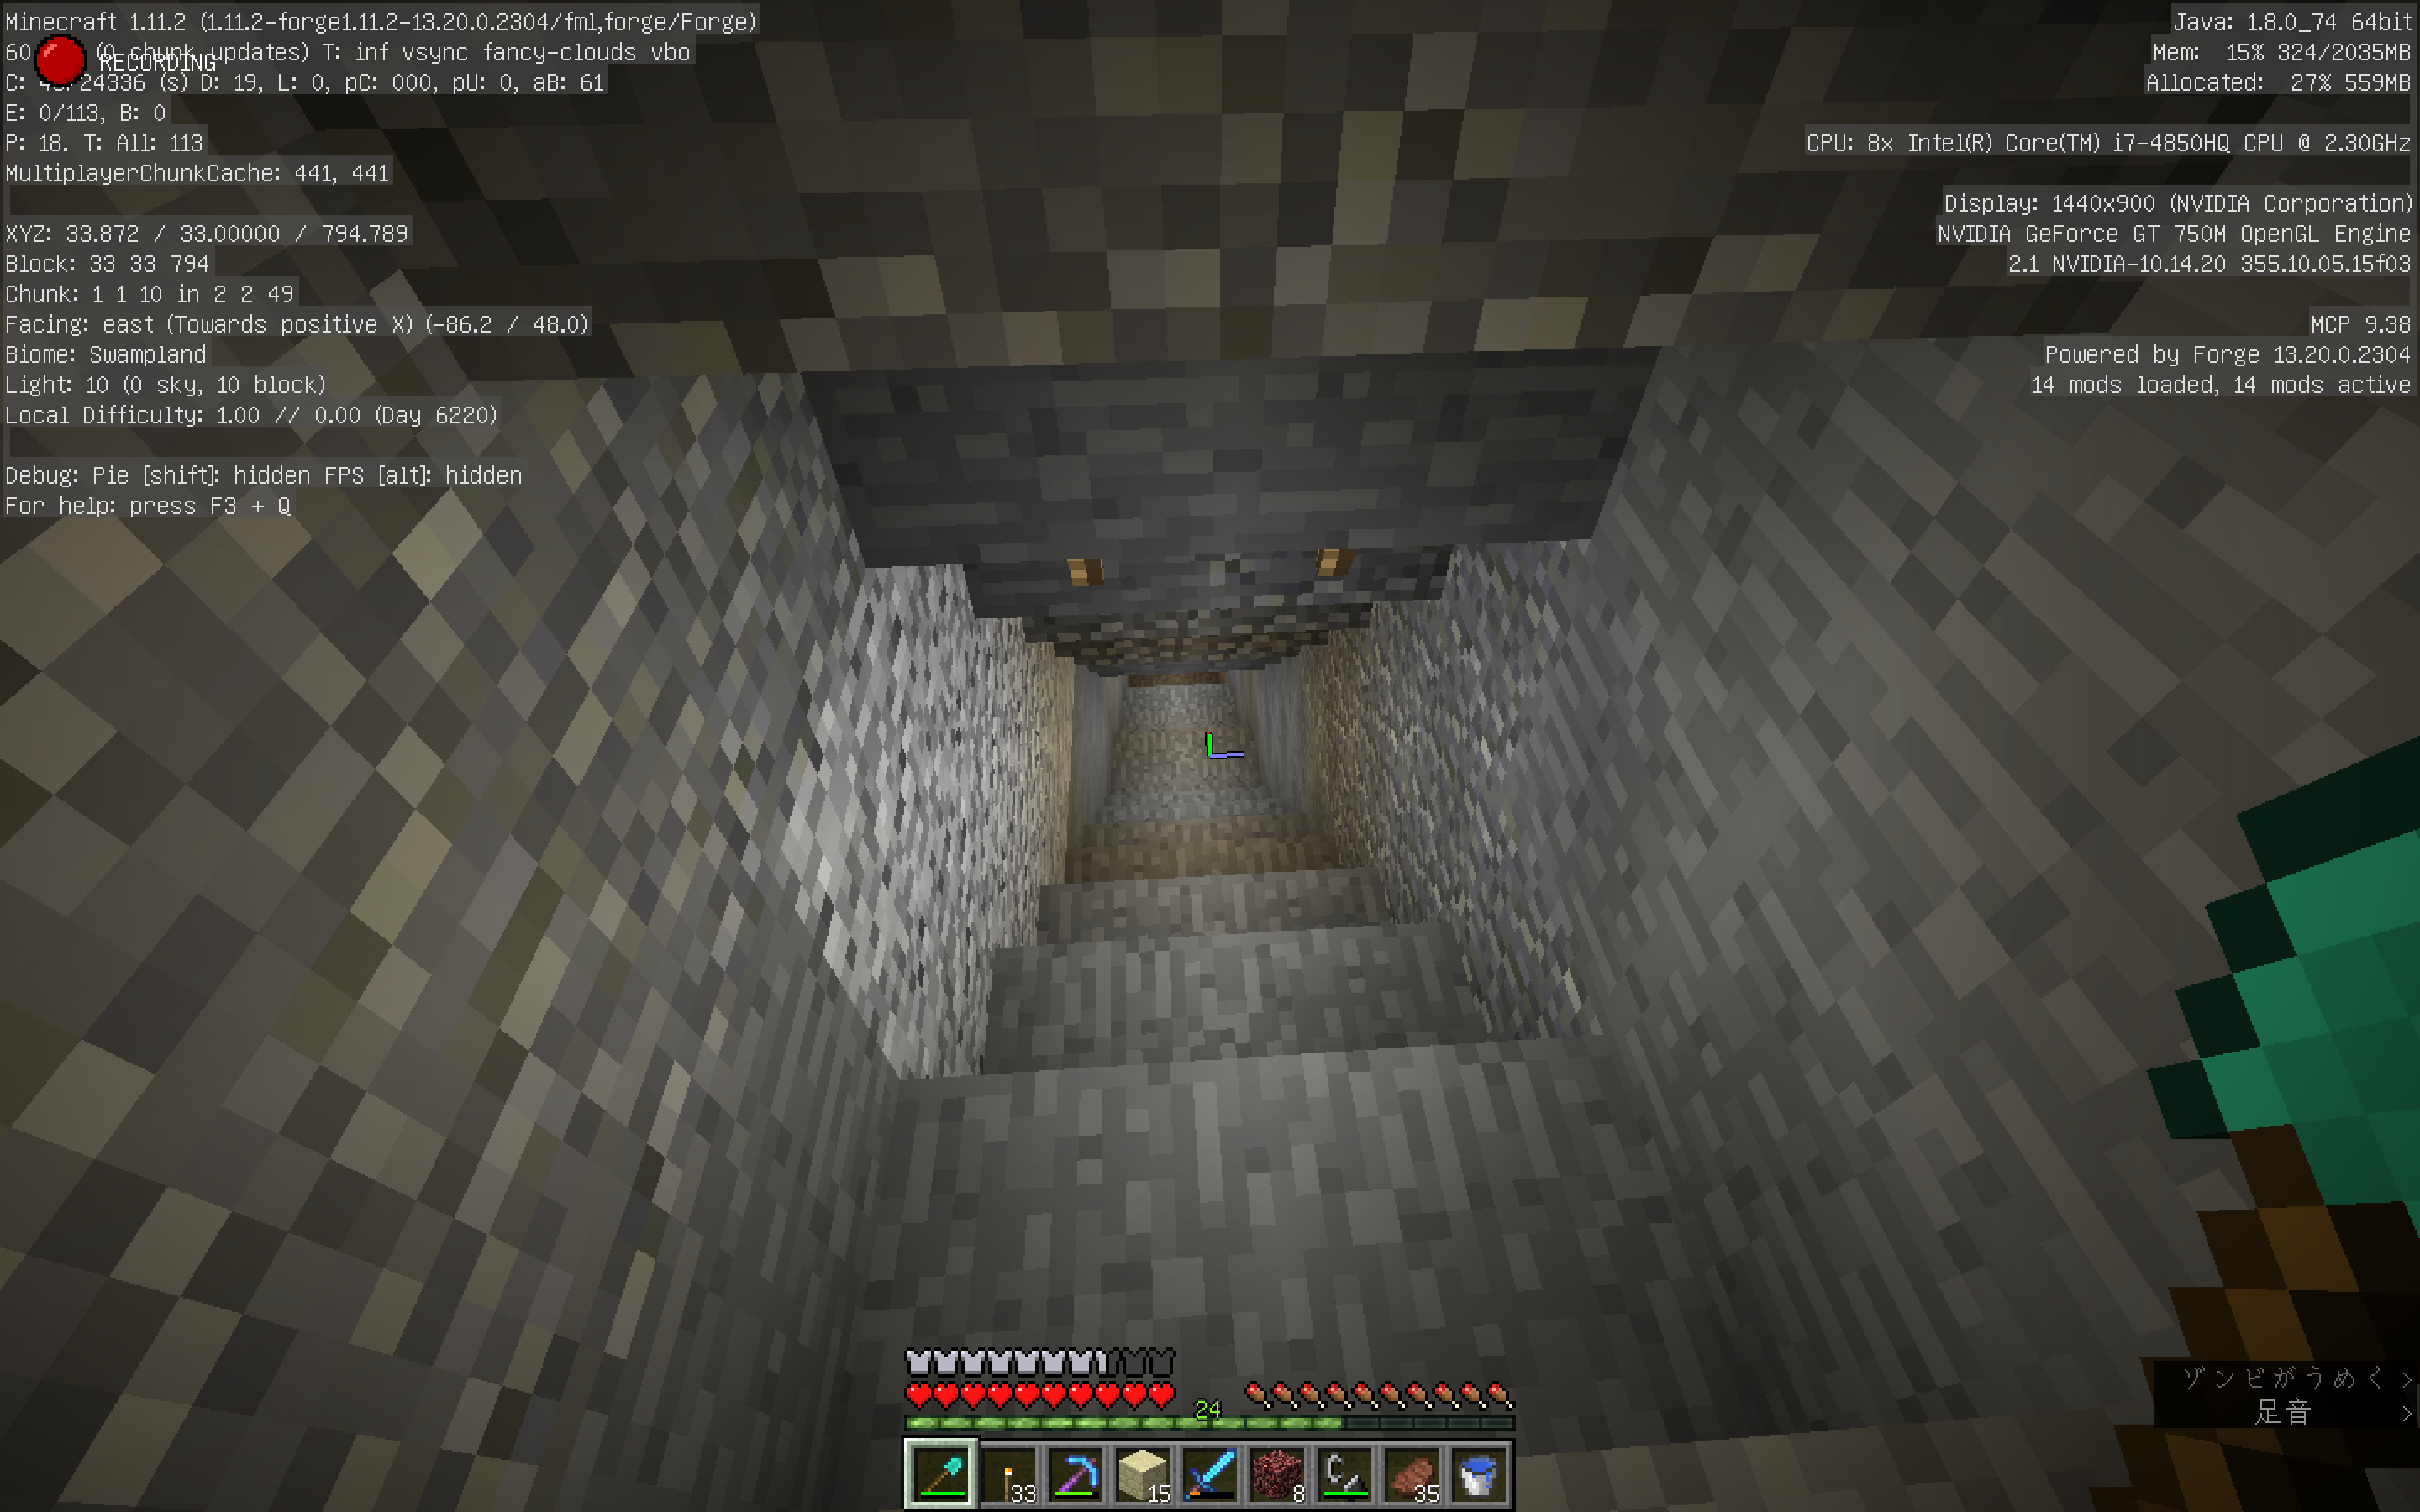 Minecraft 1.11.2 (1.11.2-forge1.11.2-13.20.0.2304/fml,forge/Forge)
60 (0 chunk updates) T: inf vsync fancy-clouds vbo
RECORDING
C: 24336 (s) D: 19, L: 0, pC: 000, pU: 0, aB: 61
E: 0/113, B: 0
P: 18. T: All: 113
MultiplayerChunkCache: 441, 441
XYZ: 33.872 / 33.00000 / 794.789
Block: 33 33 794
Chunk: 1 1 10 in 2 2 49
Facing: east (Towards positive X) (-86.2 / 48.0)
Biome: Swampland
Light: 10 (0 sky, 10 block)
Local Difficulty: 1.00 // 0.00 (Day 6220)
Debug: Pie [shift]: hidden FPS [alt]: hidden
For help: press F3 + Q
Java: 1.8.0_74 64bit
Mem: 15% 324/2035MB
Allocated: 27% 559MB
CPU: 8x Intel(R) Core(TM) i7-4850HQ CPU @ 2.30GHz
Display: 1440x900 (NVIDIA Corporation)
NVIDIA GeForce GT 750M OpenGL Engine
2.1 NVIDIA-10.14.20 355.10.05.15f03
MCP 9.38
Powered by Forge 13.20.0.2304
14 mods loaded, 14 mods active
ゾンビがうめく >
足音 >
24
33 15 8 35